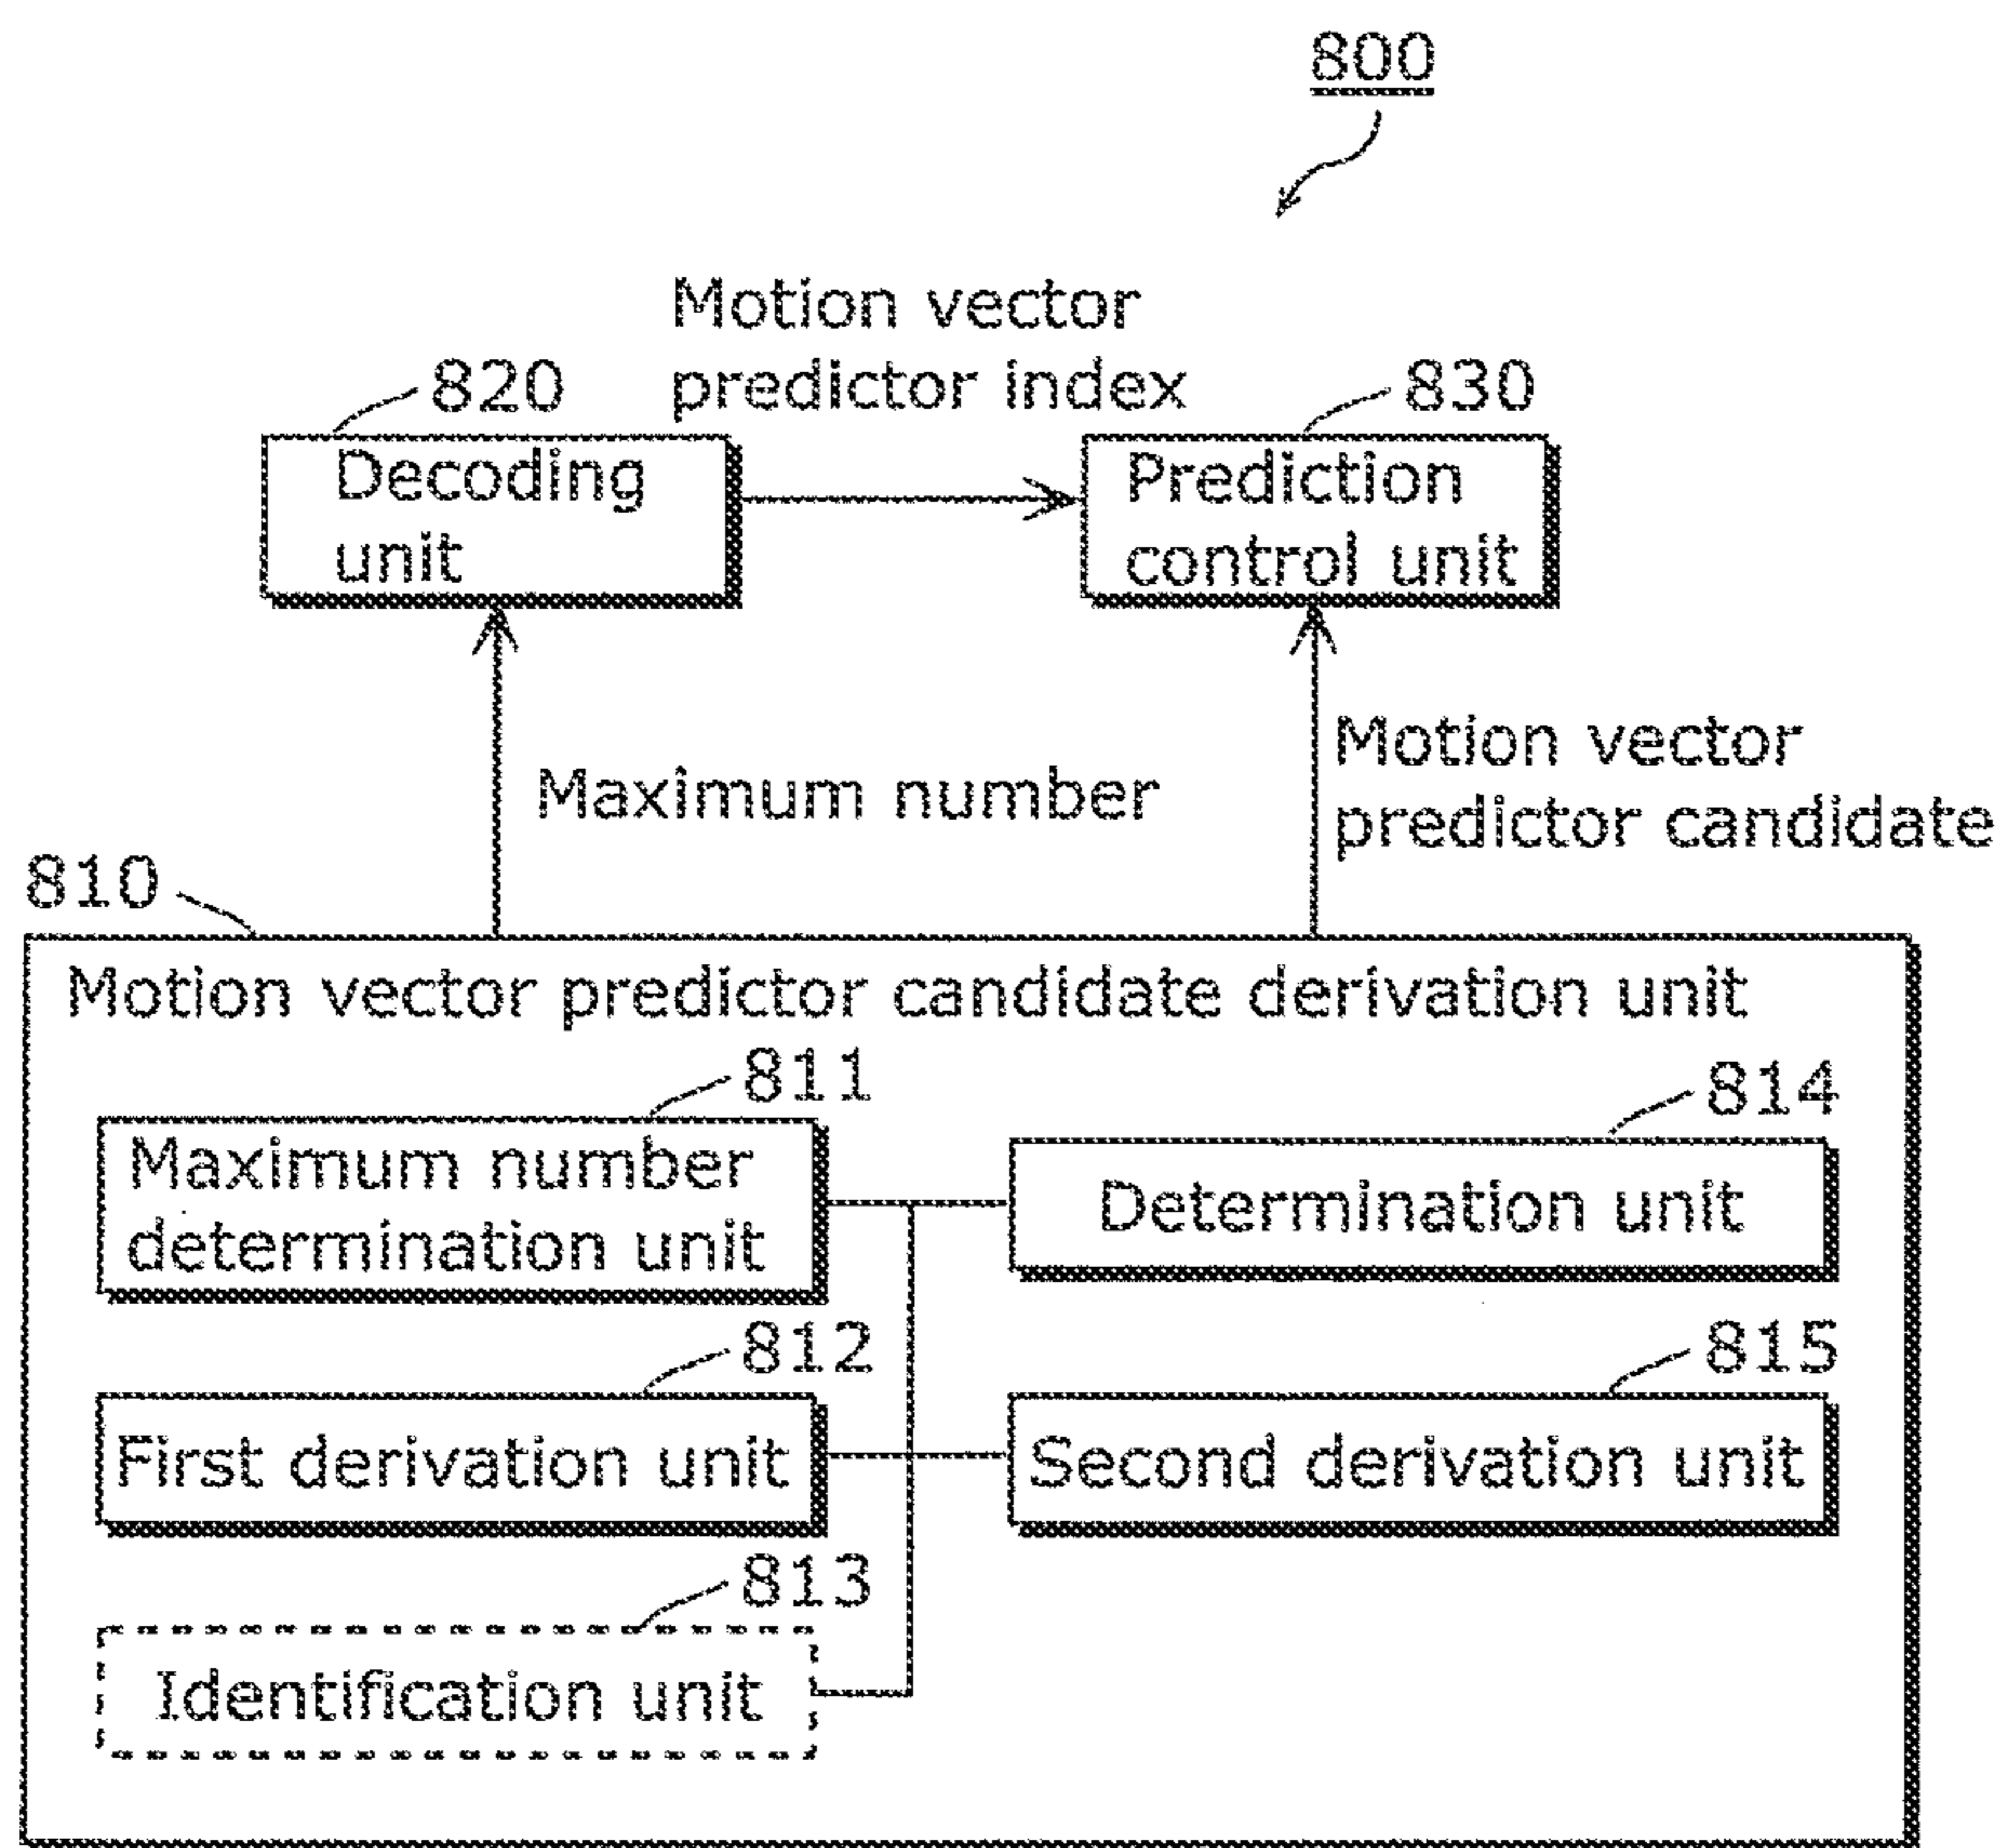 800
Motion vector
predictor index
820
830
Decoding
unit
Prediction
control unit
Maximum number
Motion vector
predictor candidate
810
Motion vector predictor candidate derivation unit
811
Maximum number
determination unit
814
Determination unit
812
First derivation unit
815
Second derivation unit
813
Identification unit